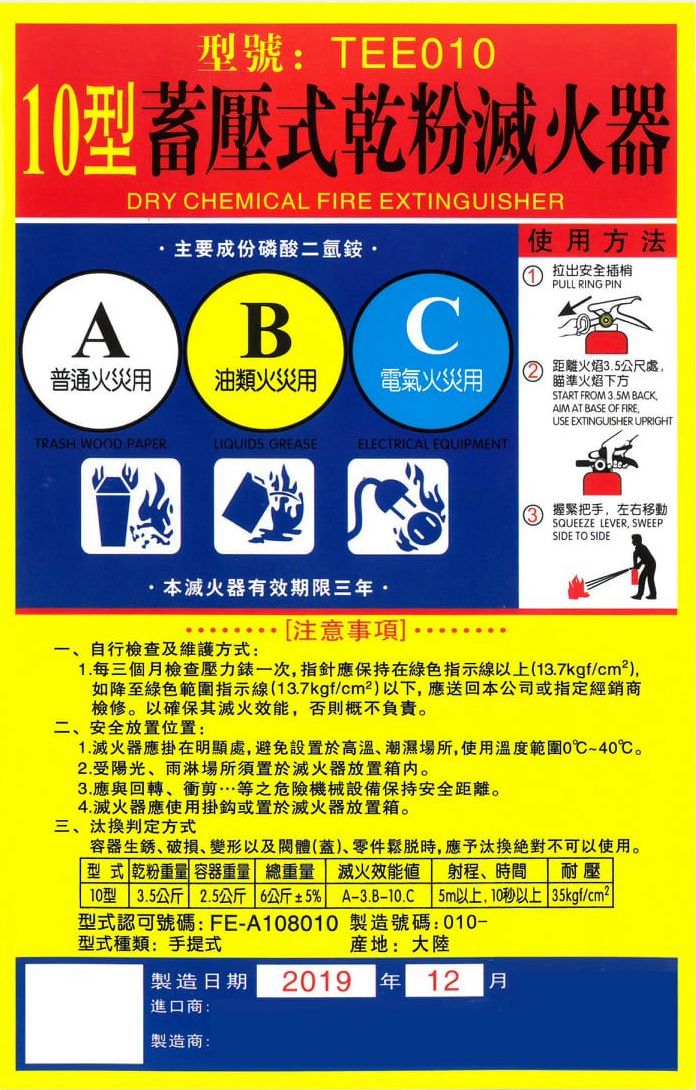 型號：TEE010
10型蓄壓式乾粉滅火器
DRY CHEMICAL FIRE EXTINGUISHER
·主要成份磷酸二氫銨·
A
普通火災用
TRASH.WOOD.PAPER
B
油類火災用
LIQUIDS.GREASE
C
電氣火災用
ELECTRICAL EQUIPMENT
·本滅火器有效期限三年·
使用方法
① 拉出安全插梢
PULL RING PIN
② 距離火焰3.5公尺處，
瞄準火焰下方
START FROM 3.5M BACK,
AIM AT BASE OF FIRE,
USE EXTINGUISHER UPRIGHT
③ 握緊把手，左右移動
SQUEEZE LEVER, SWEEP
SIDE TO SIDE
········[注意事項]········
一、自行檢查及維護方式：
1.每三個月檢查壓力錶一次，指針應保持在綠色指示線以上(13.7kgf/cm²)，
如降至綠色範圍指示線(13.7kgf/cm²)以下，應送回本公司或指定經銷商
檢修。以確保其滅火效能，否則概不負責。
二、安全放置位置：
1.滅火器應掛在明顯處，避免設置於高溫、潮濕場所，使用溫度範圍0℃~40℃。
2.受陽光、雨淋場所須置於滅火器放置箱內。
3.應與回轉、衝剪⋯等之危險機械設備保持安全距離。
4.滅火器應使用掛鈎或置於滅火器放置箱。
三、汰換判定方式
容器生銹、破損、變形以及閥體(蓋)、零件鬆脫時，應予汰換絕對不可以使用。
型 式 乾粉重量 容器重量 總重量 滅火效能值 射程、時間 耐 壓
10型 3.5公斤 2.5公斤 6公斤±5% A-3.B-10.C 5m以上，10秒以上 35kgf/cm²
型式認可號碼：FE-A108010 製造號碼：010-
型式種類：手提式 產地：大陸
製造日期 2019 年 12 月
進口商：
製造商：